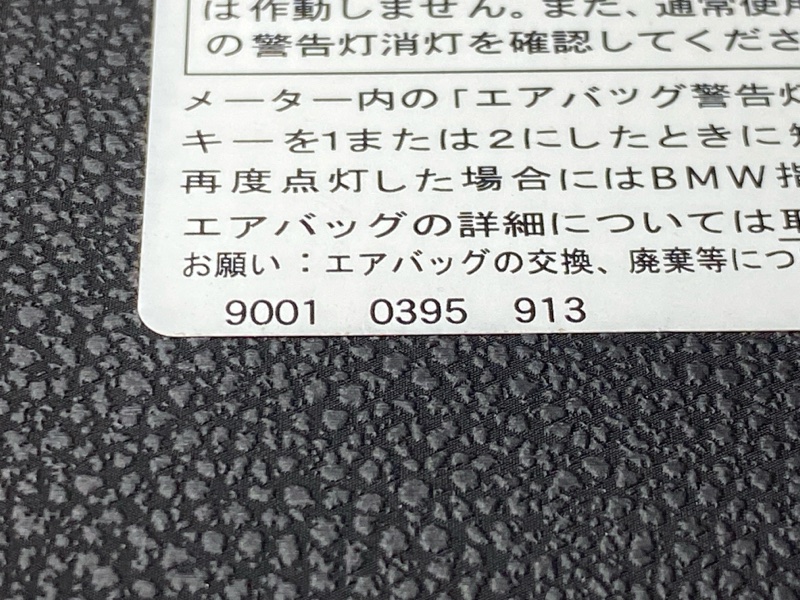 は作動しません。また、通常使用
の警告灯消灯を確認してくださ
メーター内の「エアバッグ警告灯
キーを1または2にしたときに
再度点灯した場合にはBMW指
エアバッグの詳細については取
お願い：エアバッグの交換、廃棄等につ
9001 0395 913